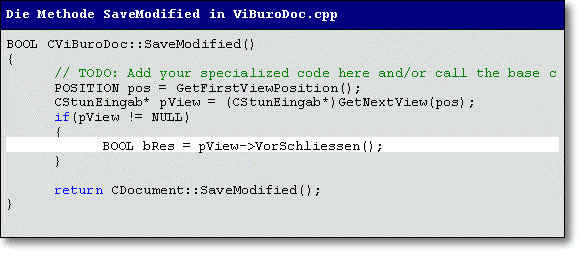 Die Methode SaveModified in ViBuroDoc.cpp
BOOL CViBuroDoc::SaveModified()
{
// TODO: Add your specialized code here and/or call the base c
POSITION pos = GetFirstViewPosition();
CStunEingab* pView = (CStunEingab*)GetNextView(pos);
if(pView != NULL)
{
BOOL bRes = pView->VorSchliessen();
}
return CDocument::SaveModified();
}